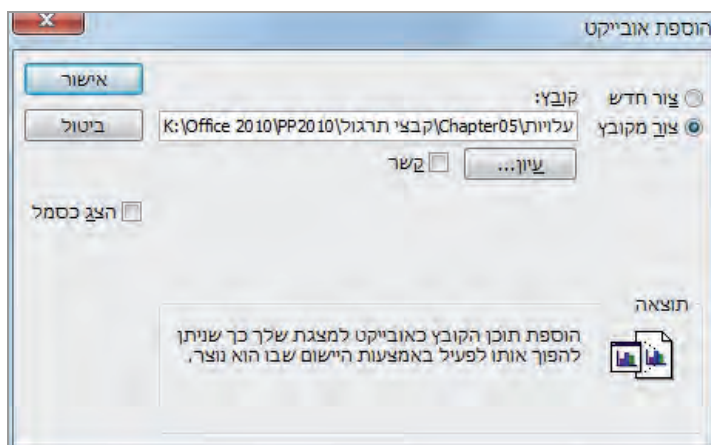 הוספת אובייקט
צור חדש
צור מקובץ
קובץ:
K:\Office 2010\PP2010\קבצי תרגול\Chapter05\עלויות
עיון...
קשר
אישור
ביטול
הצג כסמל
תוצאה
הוספת תוכן הקובץ כאובייקט למצגת שלך כך שניתן
להפוך אותו לפעיל באמצעות היישום שבו הוא נוצר.